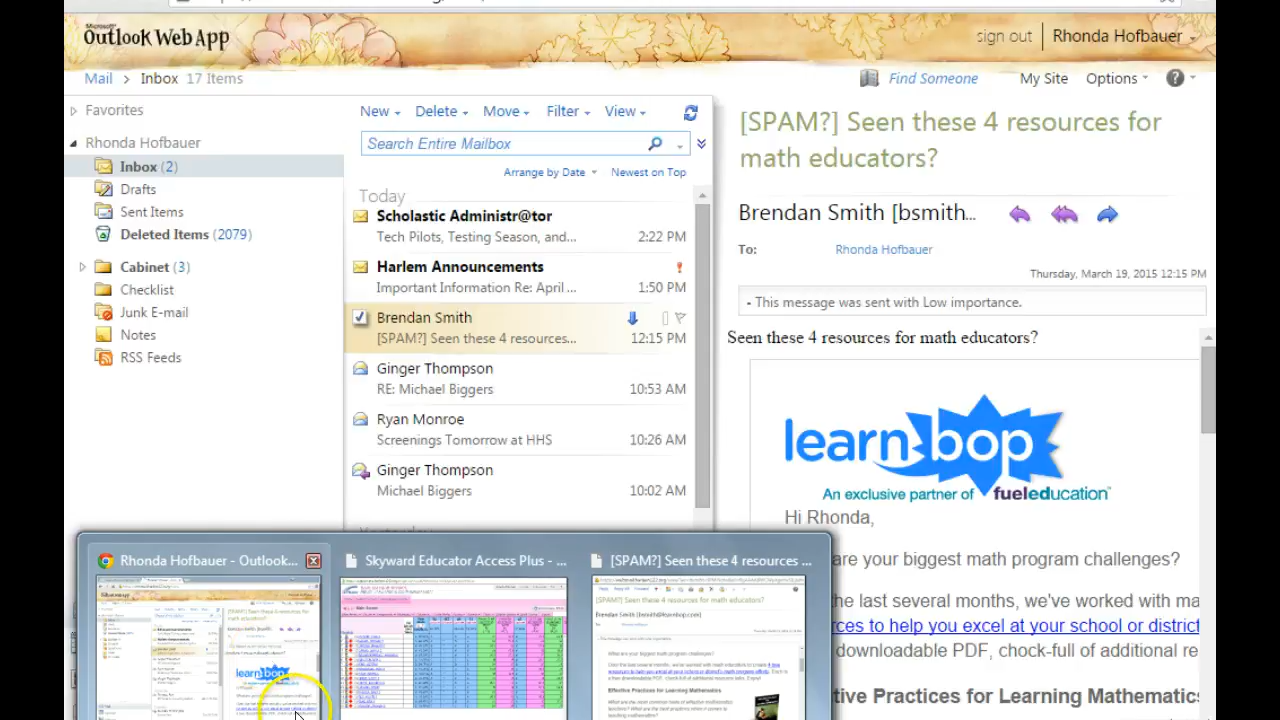 Microsoft
Outlook Web App
sign out
Rhonda Hofbauer
Mail > Inbox 17 Items
Find Someone
My Site
Options
Favorites
Rhonda Hofbauer
Inbox (2)
Drafts
Sent Items
Deleted Items (2079)
Cabinet (3)
Checklist
Junk E-mail
Notes
RSS Feeds
New
Delete
Move
Filter
View
Search Entire Mailbox
Arrange by Date
Newest on Top
Today
Scholastic Administr@tor
Tech Pilots, Testing Season, and... 2:22 PM
Harlem Announcements
Important Information Re: April ... 1:50 PM
Brendan Smith
[SPAM?] Seen these 4 resources... 12:15 PM
Ginger Thompson
RE: Michael Biggers 10:53 AM
Ryan Monroe
Screenings Tomorrow at HHS 10:26 AM
Ginger Thompson
Michael Biggers 10:02 AM
Yesterday
[SPAM?] Seen these 4 resources for
math educators?
Brendan Smith [bsmith...
To: Rhonda Hofbauer
Thursday, March 19, 2015 12:15 PM
- This message was sent with Low importance.
Seen these 4 resources for math educators?
learn bop
An exclusive partner of fueleducation™
Hi Rhonda,
are your biggest math program challenges?
he last several months, we've worked with ma
ces to help you excel at your school or district
downloadable PDF, chock-full of additional re
tive Practices for Learning Mathematics
Rhonda Hofbauer - Outlook...
Skyward Educator Access Plus - ...
[SPAM?] Seen these 4 resources ...